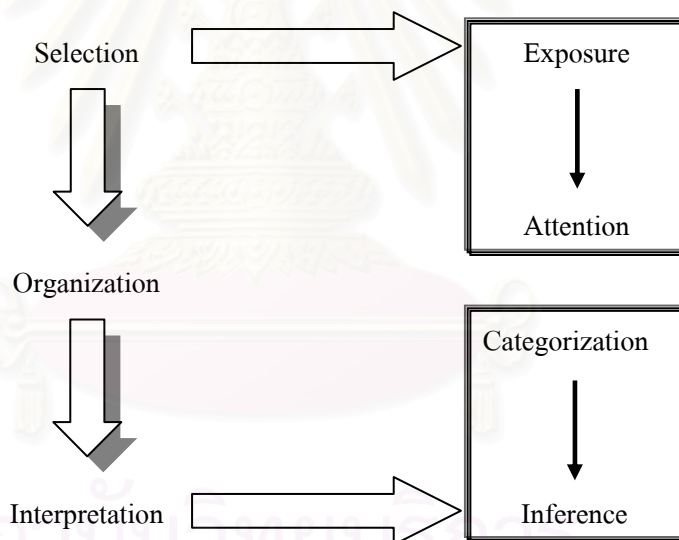 Selection
Exposure
Attention
Organization
Categorization
Interpretation
Inference